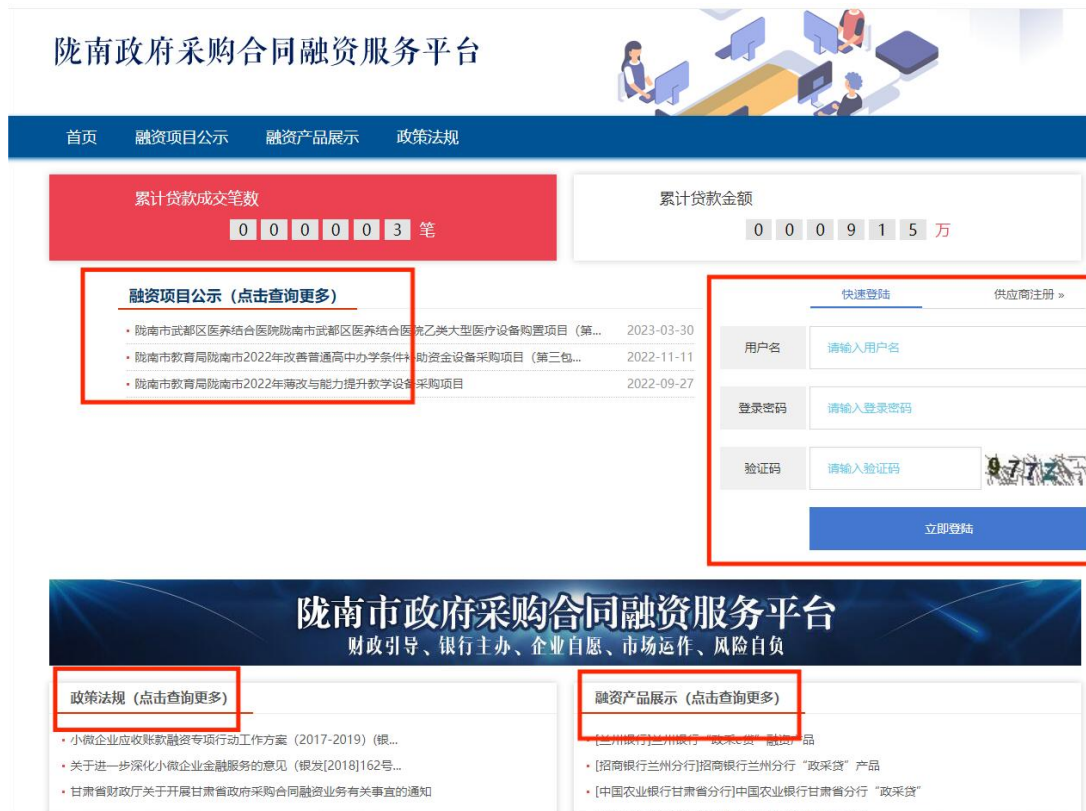 陇南政府采购合同融资服务平台
首页 融资项目公示 融资产品展示 政策法规
累计贷款成交笔数
0 0 0 0 0 3 笔
累计贷款金额
0 0 0 9 1 5 万
融资项目公示（点击查询更多）
• 陇南市武都区医养结合医院陇南市武都区医养结合医院乙类大型医疗设备购置项目（第... 2023-03-30
• 陇南市教育局陇南市2022年改善普通高中办学条件补助资金设备采购项目（第三包... 2022-11-11
• 陇南市教育局陇南市2022年薄改与能力提升教学设备采购项目 2022-09-27
快速登陆 供应商注册 »
用户名 请输入用户名
登录密码 请输入登录密码
验证码 请输入验证码 977Z
立即登陆
陇南市政府采购合同融资服务平台
财政引导、银行主办、企业自愿、市场运作、风险自负
政策法规（点击查询更多）
• 小微企业应收账款融资专项行动工作方案（2017-2019）（银...
• 关于进一步深化小微企业金融服务的意见（银发[2018]162号...
• 甘肃省财政厅关于开展甘肃省政府采购合同融资业务有关事宜的通知
融资产品展示（点击查询更多）
• [兰州银行]兰州银行“政采e贷”融资产品
• [招商银行兰州分行]招商银行兰州分行“政采贷”产品
• [中国农业银行甘肃省分行]中国农业银行甘肃省分行“政采贷”